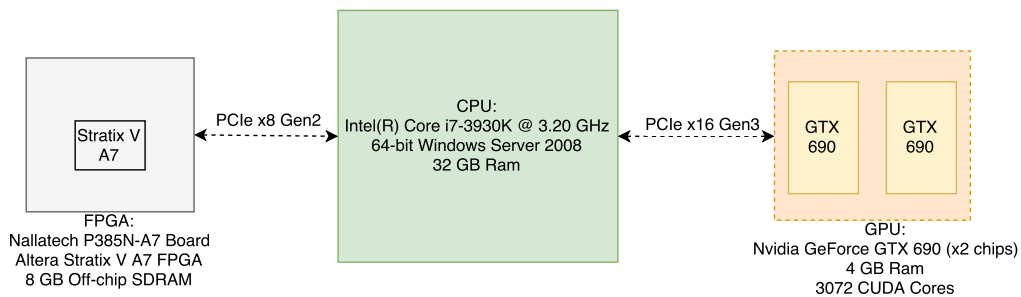 Stratix V
A7
FPGA:
Nallatech P385N-A7 Board
Altera Stratix V A7 FPGA
8 GB Off-chip SDRAM
PCIe x8 Gen2
CPU:
Intel(R) Core i7-3930K @ 3.20 GHz
64-bit Windows Server 2008
32 GB Ram
PCIe x16 Gen3
GTX
690
GTX
690
GPU:
Nvidia GeForce GTX 690 (x2 chips)
4 GB Ram
3072 CUDA Cores